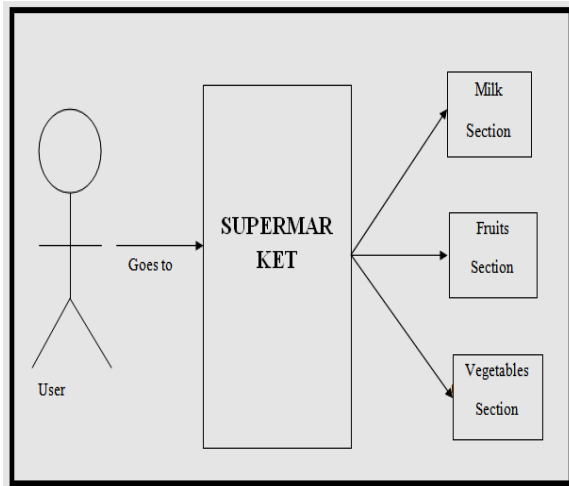 Milk
Section
SUPERMAR
KET
Goes to
Fruits
Section
Vegetables
Section
User